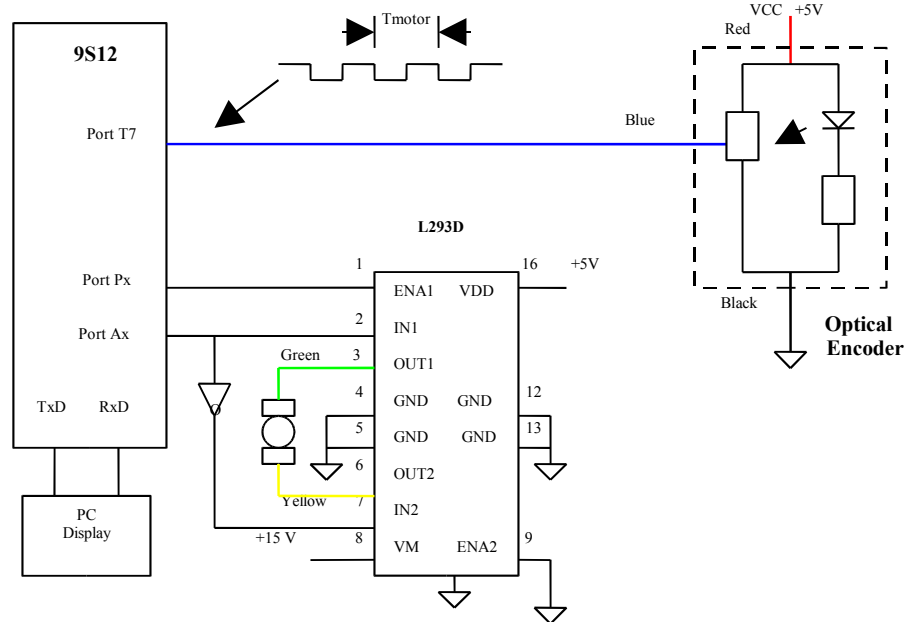 Tmotor
VCC +5V
Red
9S12
Port T7
Blue
L293D
1
16
+5V
Port Px
ENA1
VDD
Black
2
IN1
Port Ax
Optical
Encoder
Green
3
OUT1
4
GND
GND
12
TxD
RxD
5
GND
GND
13
6
OUT2
Yellow
7
IN2
PC
Display
+15 V
8
VM
ENA2
9